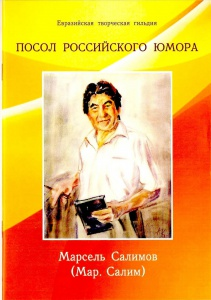 Евразийская творческая гильдия
ПОСОЛ РОССИЙСКОГО ЮМОРА
Марсель Салимов
(Мар. Салим)